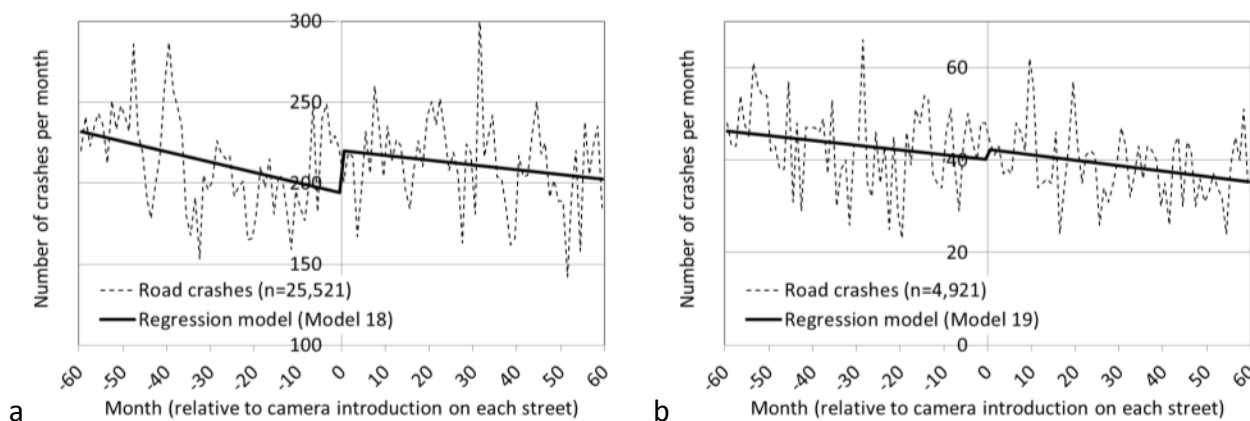 Number of crashes per month
300
250
200
150
100
Road crashes (n=25,521)
Regression model (Model 18)
-60 -50 -40 -30 -20 -10 0 10 20 30 40 50 60
Month (relative to camera introduction on each street)
a
Number of crashes per month
60
40
20
0
Road crashes (n=4,921)
Regression model (Model 19)
-60 -50 -40 -30 -20 -10 0 10 20 30 40 50 60
Month (relative to camera introduction on each street)
b